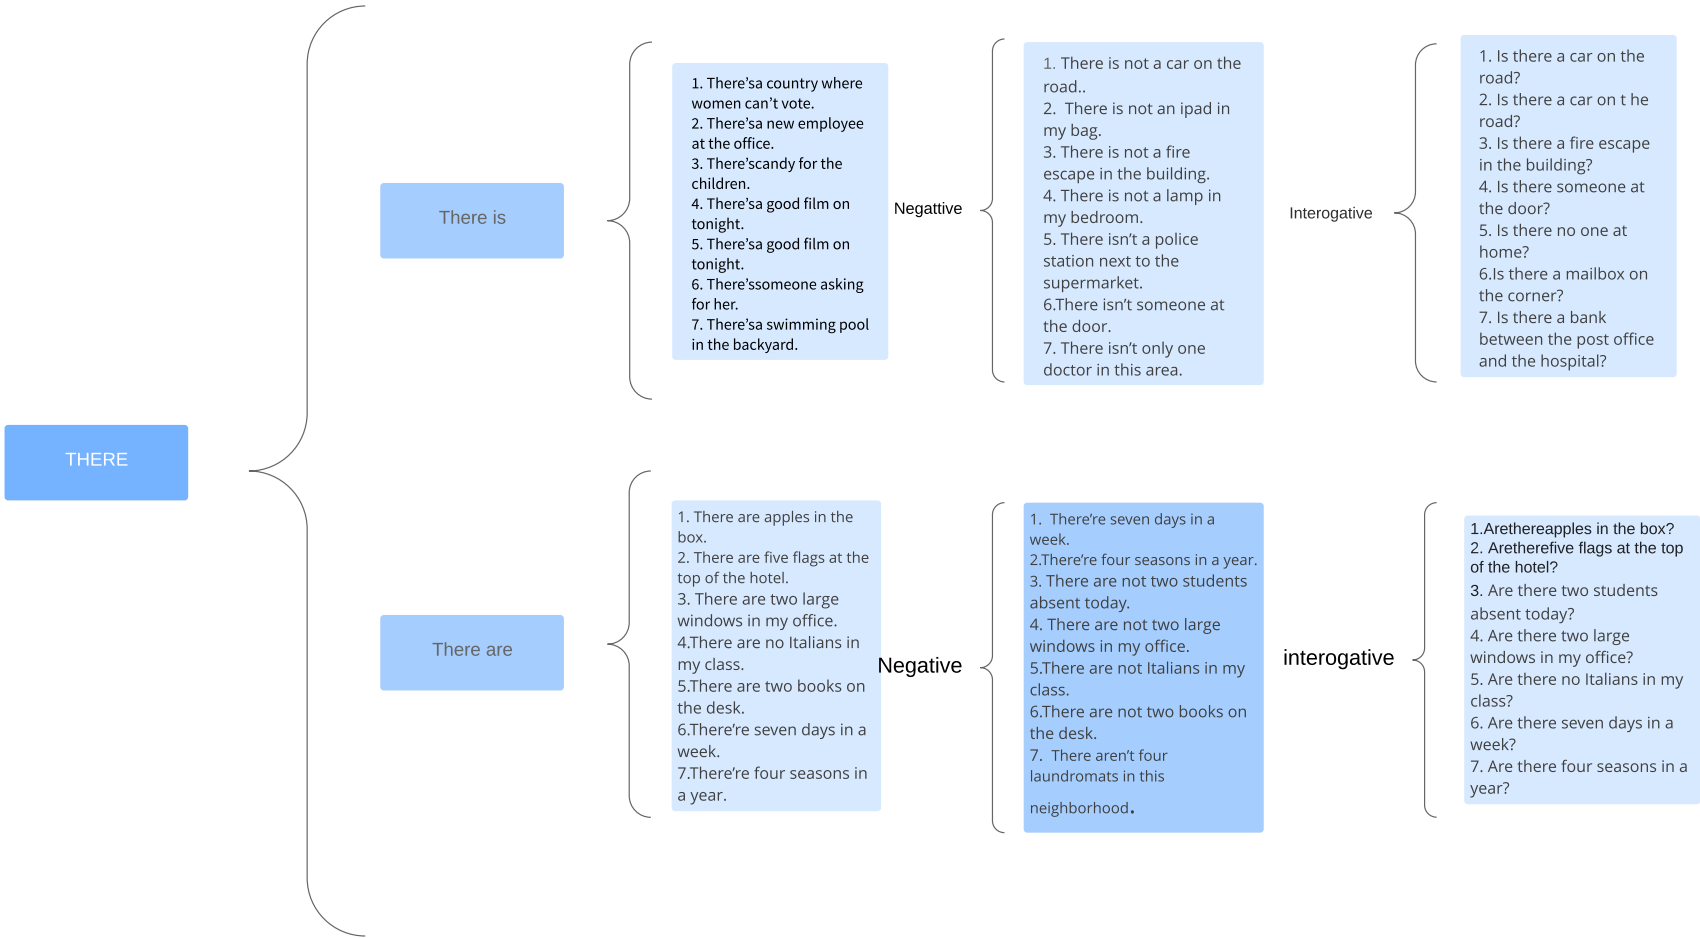 THERE
There is
1. There'sa country where
women can't vote.
2. There'sa new employee
at the office.
3. There'scandy for the
children.
4. There'sa good film on
tonight.
5. There'sa good film on
tonight.
6. There'ssomeone asking
for her.
7. There'sa swimming pool
in the backyard.
Negattive
1. There is not a car on the
road..
2. There is not an ipad in
my bag.
3. There is not a fire
escape in the building.
4. There is not a lamp in
my bedroom.
5. There isn't a police
station next to the
supermarket.
6.There isn't someone at
the door.
7. There isn't only one
doctor in this area.
Interogative
1. Is there a car on the
road?
2. Is there a car on t he
road?
3. Is there a fire escape
in the building?
4. Is there someone at
the door?
5. Is there no one at
home?
6.Is there a mailbox on
the corner?
7. Is there a bank
between the post office
and the hospital?
There are
1. There are apples in the
box.
2. There are five flags at the
top of the hotel.
3. There are two large
windows in my office.
4.There are no Italians in
my class.
5.There are two books on
the desk.
6.There're seven days in a
week.
7.There're four seasons in
a year.
Negative
1. There're seven days in a
week.
2.There're four seasons in a year.
3. There are not two students
absent today.
4. There are not two large
windows in my office.
5.There are not Italians in my
class.
6.There are not two books on
the desk.
7. There aren't four
laundromats in this
neighborhood.
interogative
1.Arethereapples in the box?
2. Aretherefive flags at the top
of the hotel?
3. Are there two students
absent today?
4. Are there two large
windows in my office?
5. Are there no Italians in my
class?
6. Are there seven days in a
week?
7. Are there four seasons in a
year?